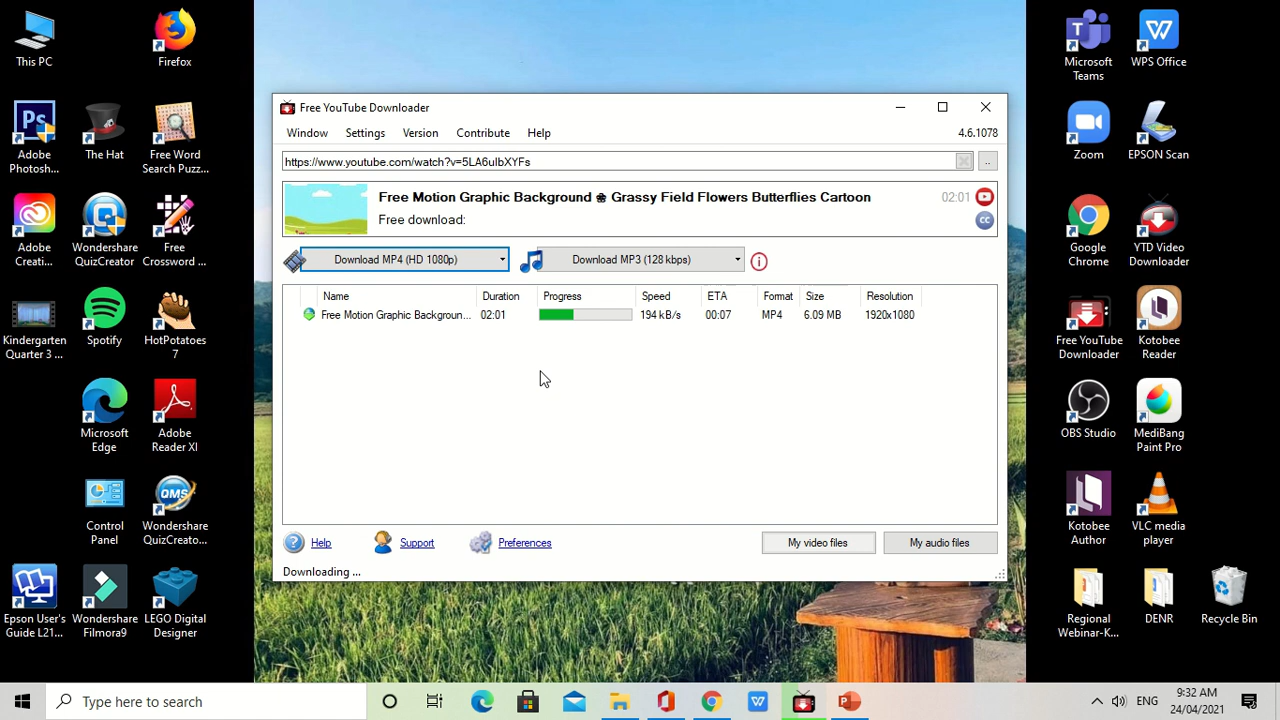 This PC
Firefox
Adobe
Photosh...
The Hat
Free Word
Search Puzz...
Adobe
Creati...
Wondershare
QuizCreator
Free
Crossword ...
Kindergarten
Quarter 3 ...
Spotify
HotPotatoes
7
Microsoft
Edge
Adobe
Reader XI
Control
Panel
Wondershare
QuizCreato...
Epson User's
Guide L21...
Wondershare
Filmora9
LEGO Digital
Designer
Free YouTube Downloader
Window Settings Version Contribute Help 4.6.1078
https://www.youtube.com/watch?v=5LA6uIbXYFs
..
Free Motion Graphic Background ❀ Grassy Field Flowers Butterflies Cartoon 02:01
Free download:
CC
Download MP4 (HD 1080p) Download MP3 (128 kbps)
Name Duration Progress Speed ETA Format Size Resolution
Free Motion Graphic Backgroun... 02:01 194 kB/s 00:07 MP4 6.09 MB 1920x1080
Help Support Preferences My video files My audio files
Downloading ...
Microsoft
Teams
WPS Office
Zoom
EPSON Scan
Google
Chrome
YTD Video
Downloader
Free YouTube
Downloader
Kotobee
Reader
OBS Studio
MediBang
Paint Pro
Kotobee
Author
VLC media
player
Regional
Webinar-K...
DENR
Recycle Bin
Type here to search
ENG
9:32 AM
24/04/2021